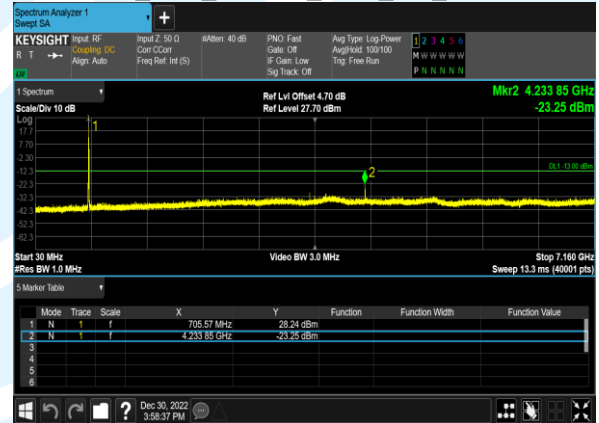 Spectrum Analyzer 1
Swept SA
KEYSIGHT Input: RF Input Z: 50 Ω #Atten: 40 dB PNO: Fast Avg Type: Log-Power 1 2 3 4 5 6
R T Coupling: DC Corr CCorr Gate: Off Avg|Hold: 100/100 M W W W W W
Align: Auto Freq Ref: Int (S) IF Gain: Low Trig: Free Run P N N N N N
Sig Track: Off
1 Spectrum Ref Lvl Offset 4.70 dB Mkr2 4.233 85 GHz
Scale/Div 10 dB Ref Level 27.70 dBm -23.25 dBm
Log
1
17.7
7.70
-2.30
DL1 -13.00 dBm
-12.3
2
-22.3
-32.3
-42.3
-52.3
-62.3
Start 30 MHz Video BW 3.0 MHz Stop 7.160 GHz
#Res BW 1.0 MHz Sweep 13.3 ms (40001 pts)
5 Marker Table
Mode Trace Scale X Y Function Function Width Function Value
1 N 1 f 705.57 MHz 28.24 dBm
2 N 1 f 4.233 85 GHz -23.25 dBm
3
4
5
6
? Dec 30, 2022
3:58:37 PM